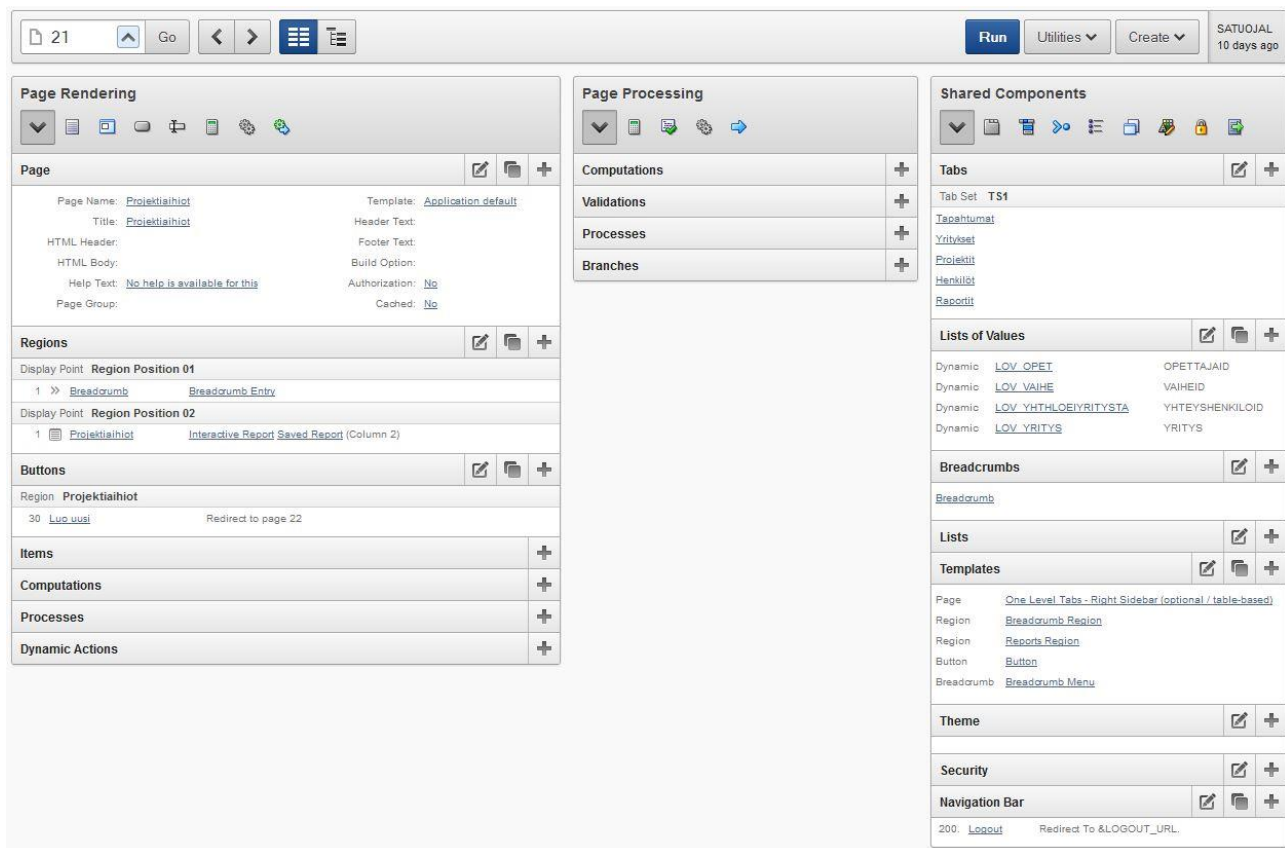 21
Go
Run
Utilities
Create
SATUOJAL
10 days ago
Page Rendering
Page
Page Name: Projektiaihiot
Template: Application default
Title: Projektiaihiot
Header Text:
HTML Header:
Footer Text:
HTML Body:
Build Option:
Help Text: No help is available for this
Authorization: No
Page Group:
Cached: No
Regions
Display Point Region Position 01
1 Breadcrumb Breadcrumb Entry
Display Point Region Position 02
1 Projektiaihiot Interactive Report Saved Report (Column 2)
Buttons
Region Projektiaihiot
30 Luo uusi Redirect to page 22
Items
Computations
Processes
Dynamic Actions
Page Processing
Computations
Validations
Processes
Branches
Shared Components
Tabs
Tab Set TS1
Tapahtumat
Yritykset
Projektit
Henkilöt
Raportit
Lists of Values
Dynamic LOV_OPET OPETTAJAID
Dynamic LOV_VAIHE VAIHEID
Dynamic LOV_YHTHLOEIYRITYSTA YHTEYSHENKILOID
Dynamic LOV_YRITYS YRITYS
Breadcrumbs
Breadcrumb
Lists
Templates
Page One Level Tabs - Right Sidebar (optional / table-based)
Region Breadcrumb Region
Region Reports Region
Button Button
Breadcrumb Breadcrumb Menu
Theme
Security
Navigation Bar
200. Logout Redirect To &LOGOUT_URL.